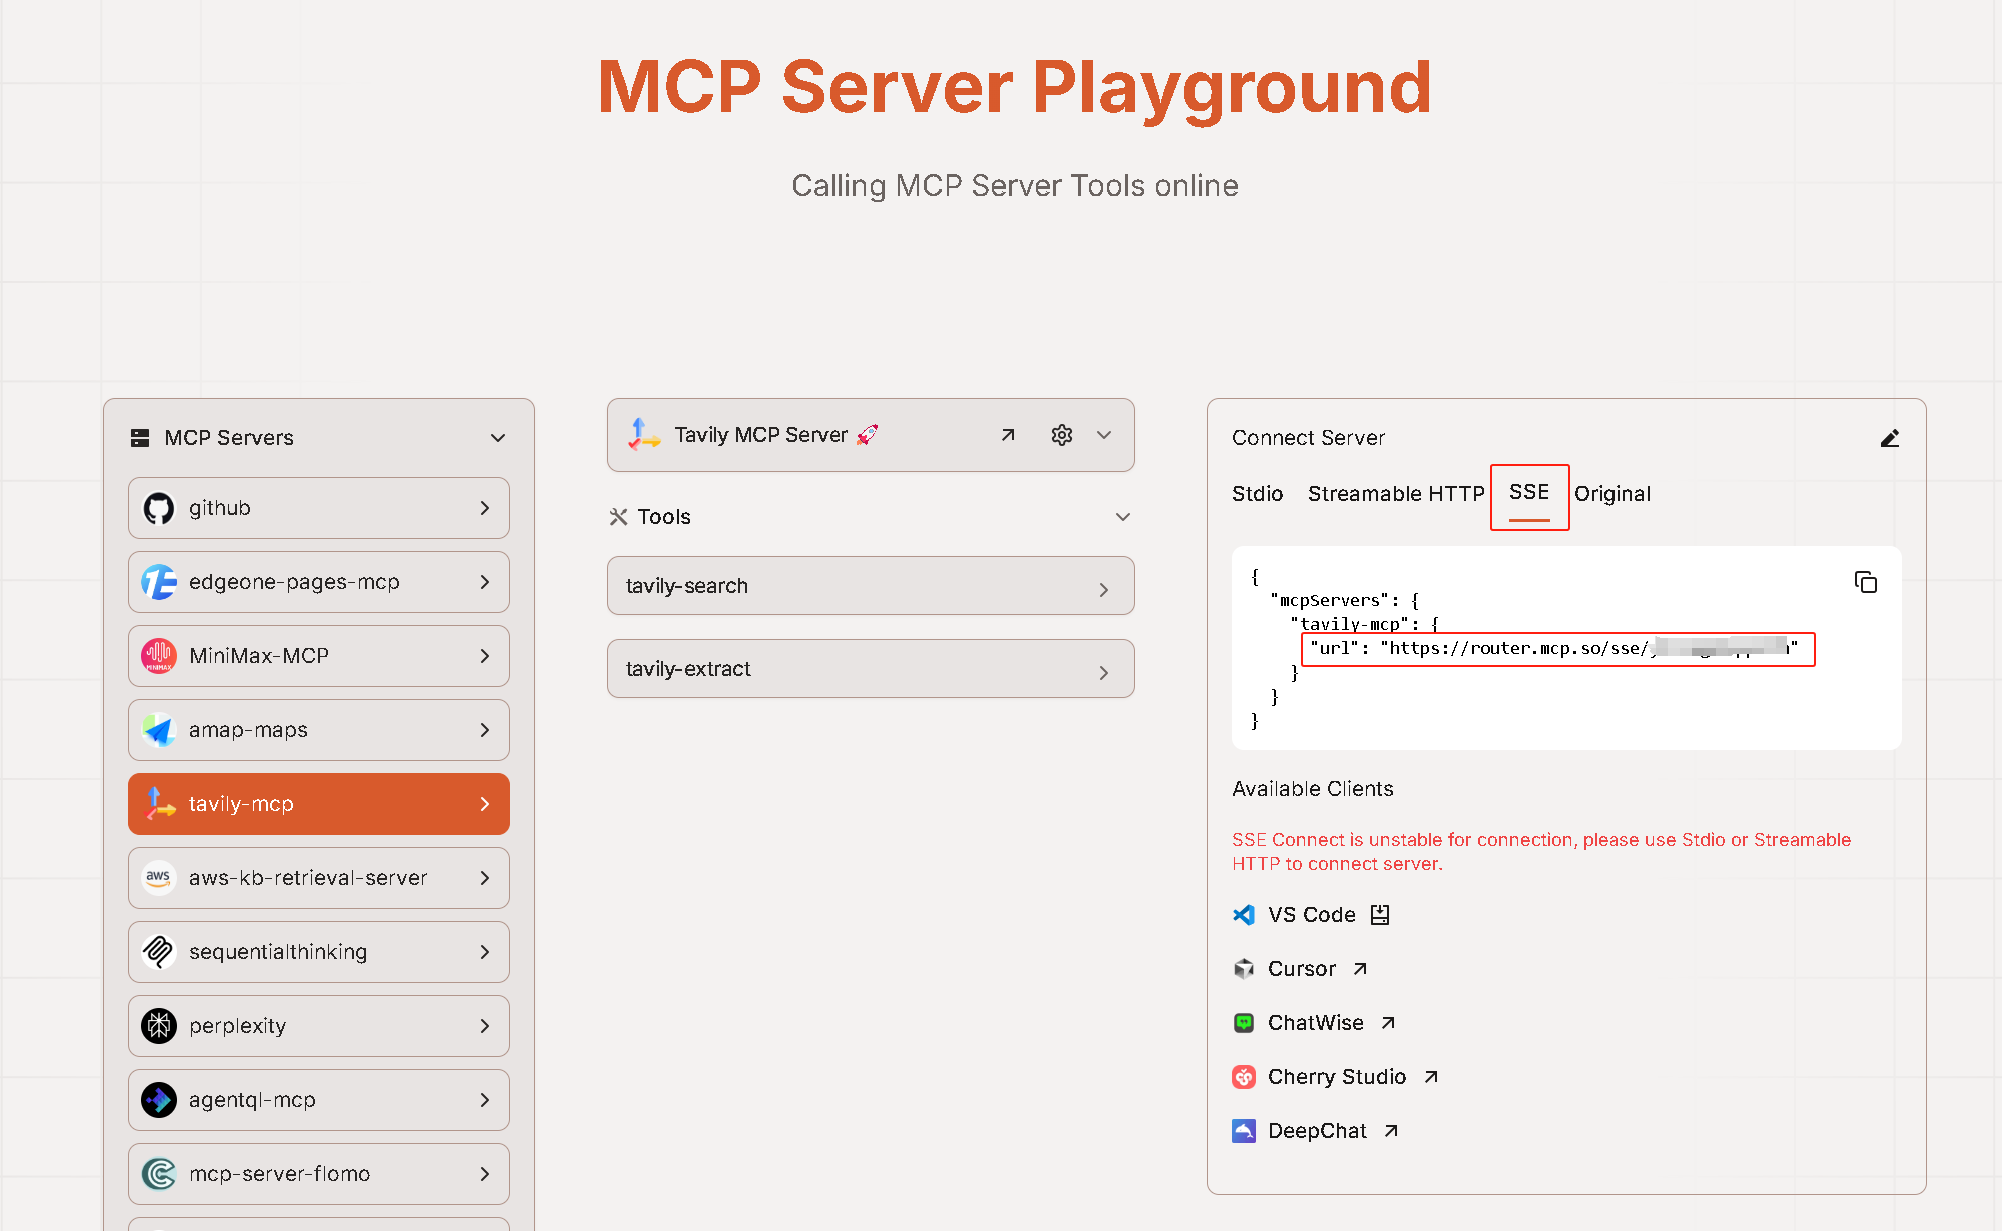 MCP Server Playground
Calling MCP Server Tools online
MCP Servers
github
edgeone-pages-mcp
MiniMax-MCP
amap-maps
tavily-mcp
aws-kb-retrieval-server
sequentialthinking
perplexity
agentql-mcp
mcp-server-flomo
Tavily MCP Server 🚀
Tools
tavily-search
tavily-extract
Connect Server
Stdio Streamable HTTP SSE Original
{
"mcpServers": {
"tavily-mcp": {
"url": "https://router.mcp.so/sse/
}
}
}
Available Clients
SSE Connect is unstable for connection, please use Stdio or Streamable
HTTP to connect server.
VS Code
Cursor
ChatWise
Cherry Studio
DeepChat